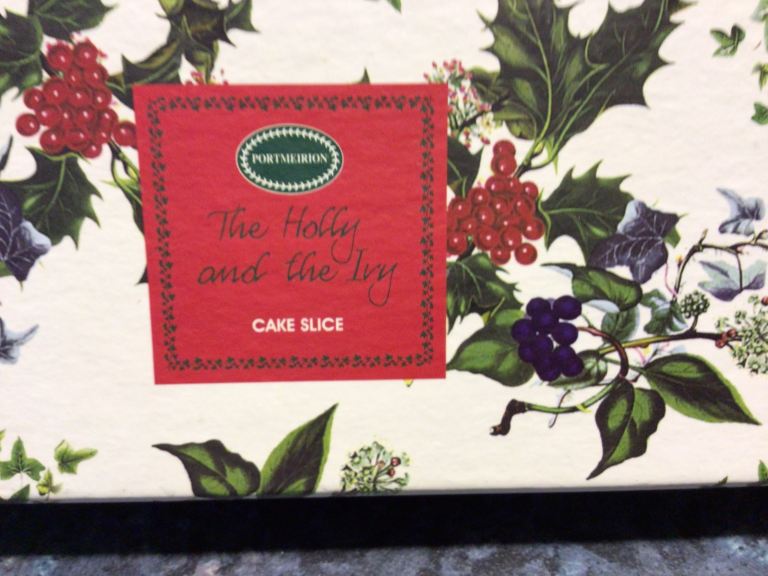 PORTMEIRION
The Holly
and the Ivy
CAKE SLICE